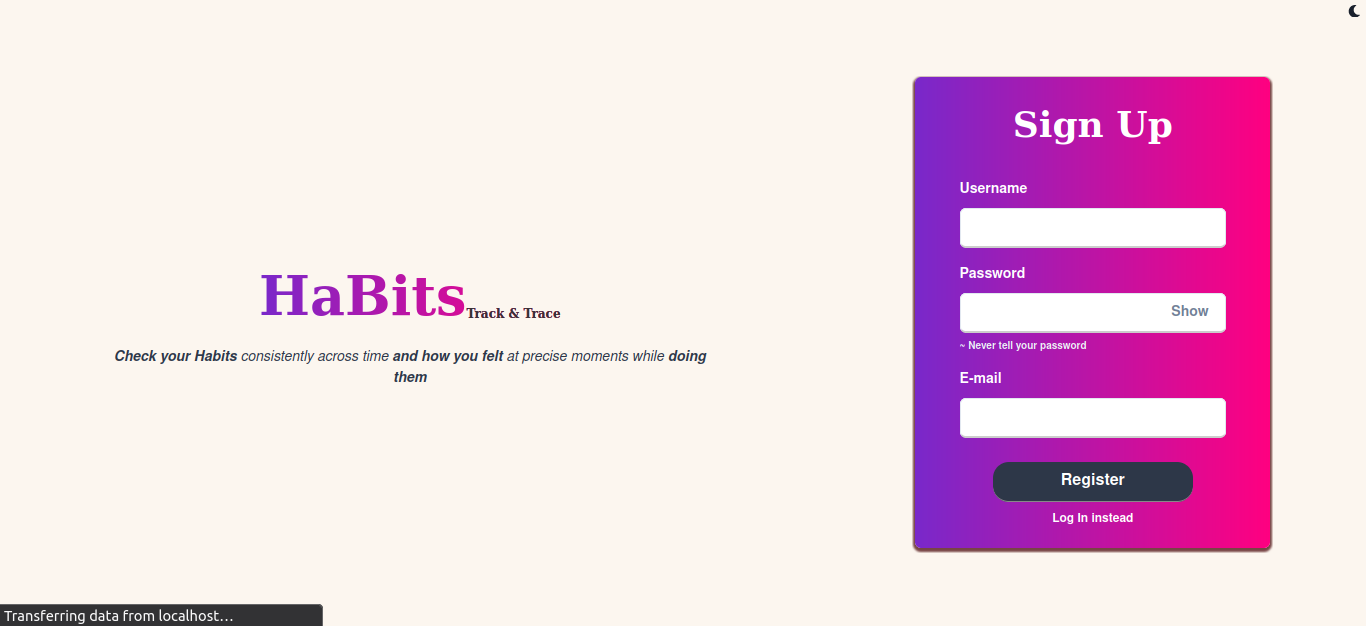 HaBits Track & Trace
Check your Habits consistently across time and how you felt at precise moments while doing
them
Sign Up
Username
Password
Show
~ Never tell your password
E-mail
Register
Log In instead
Transferring data from localhost…